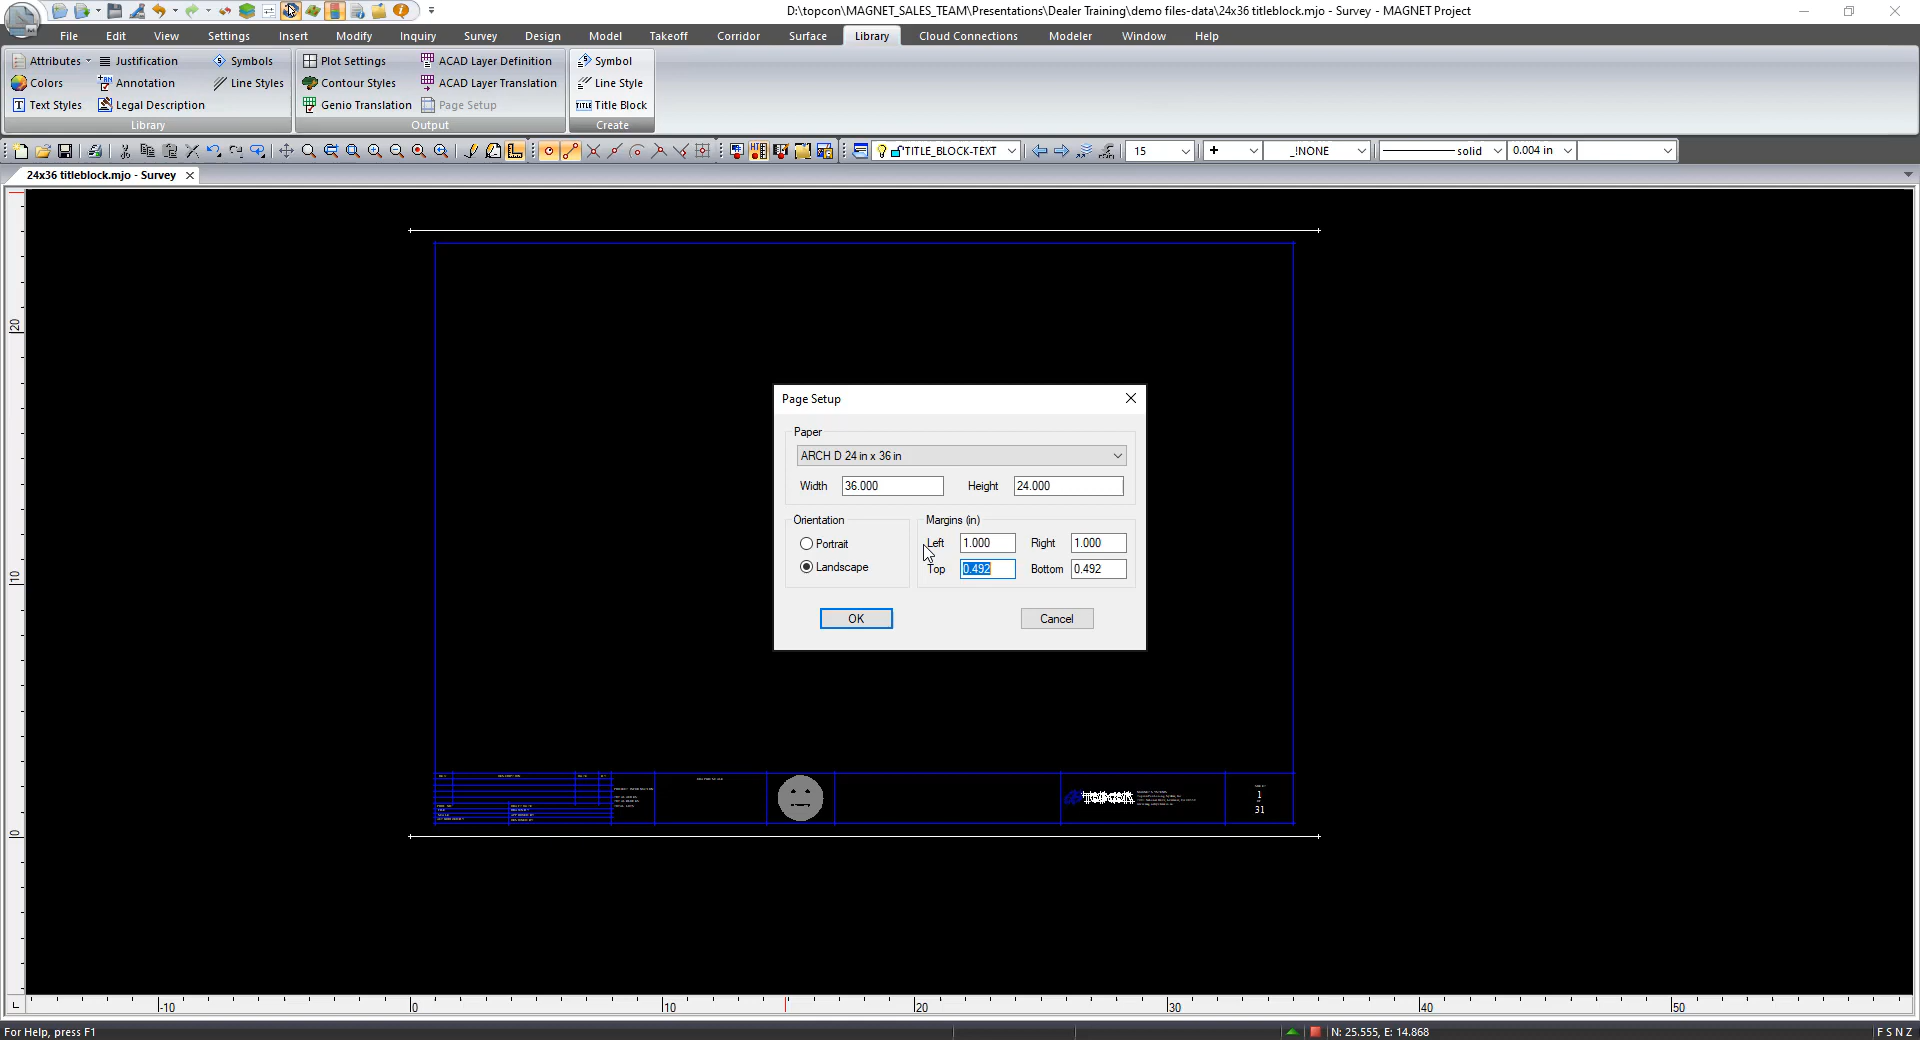 D:\topcon\MAGNET_SALES_TEAM\Presentations\Dealer Training\demo files-data\24x36 titleblock.mjo - Survey - MAGNET Project
File Edit View Settings Insert Modify Inquiry Survey Design Model Takeoff Corridor Surface Library Cloud Connections Modeler Window Help
Attributes Justification Symbols Plot Settings ACAD Layer Definition Symbol
Colors Annotation Line Styles Contour Styles ACAD Layer Translation Line Style
Text Styles Legal Description Genio Translation Page Setup Title Block
Library Output Create
TITLE_BLOCK-TEXT 15 _!NONE solid 0.004 in
24x36 titleblock.mjo - Survey
Page Setup
Paper
ARCH D 24 in x 36 in
Width 36.000 Height 24.000
Orientation Margins (in)
Portrait Left 1.000 Right 1.000
Landscape Top 0.492 Bottom 0.492
OK Cancel
20
10
0
TOPCON
1
31
-10 0 10 20 30 40 50
For Help, press F1 N: 25.555, E: 14.868 F S N Z